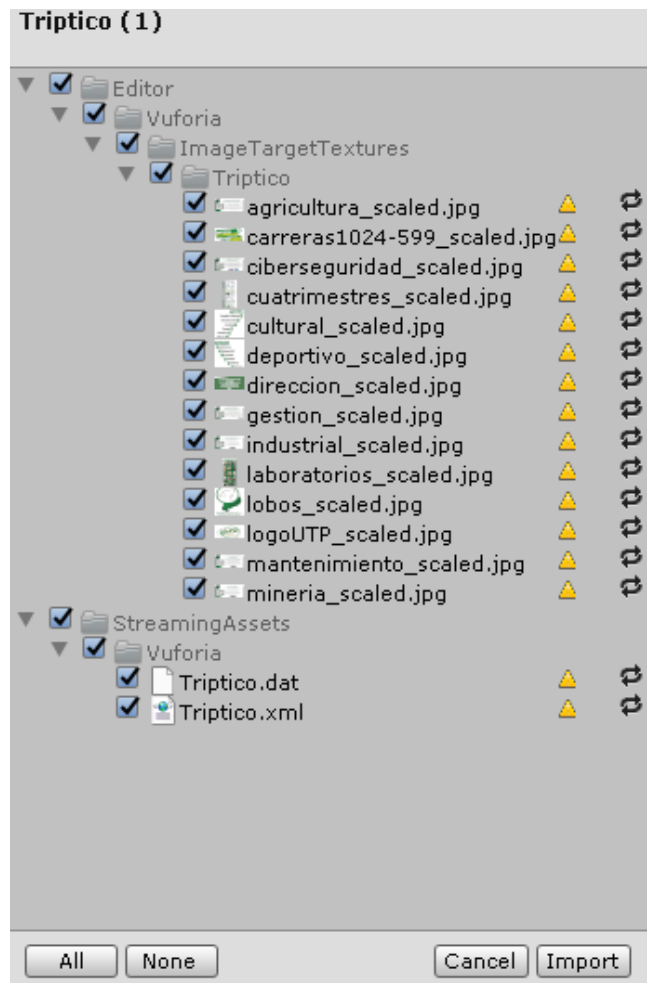 Triptico (1)
Editor
Vuforia
ImageTargetTextures
Triptico
agricultura_scaled.jpg
carreras1024-599_scaled.jpg
ciberseguridad_scaled.jpg
cuatrimestres_scaled.jpg
cultural_scaled.jpg
deportivo_scaled.jpg
direccion_scaled.jpg
gestion_scaled.jpg
industrial_scaled.jpg
laboratorios_scaled.jpg
lobos_scaled.jpg
logoUTP_scaled.jpg
mantenimiento_scaled.jpg
mineria_scaled.jpg
StreamingAssets
Vuforia
Triptico.dat
Triptico.xml
All None Cancel Import